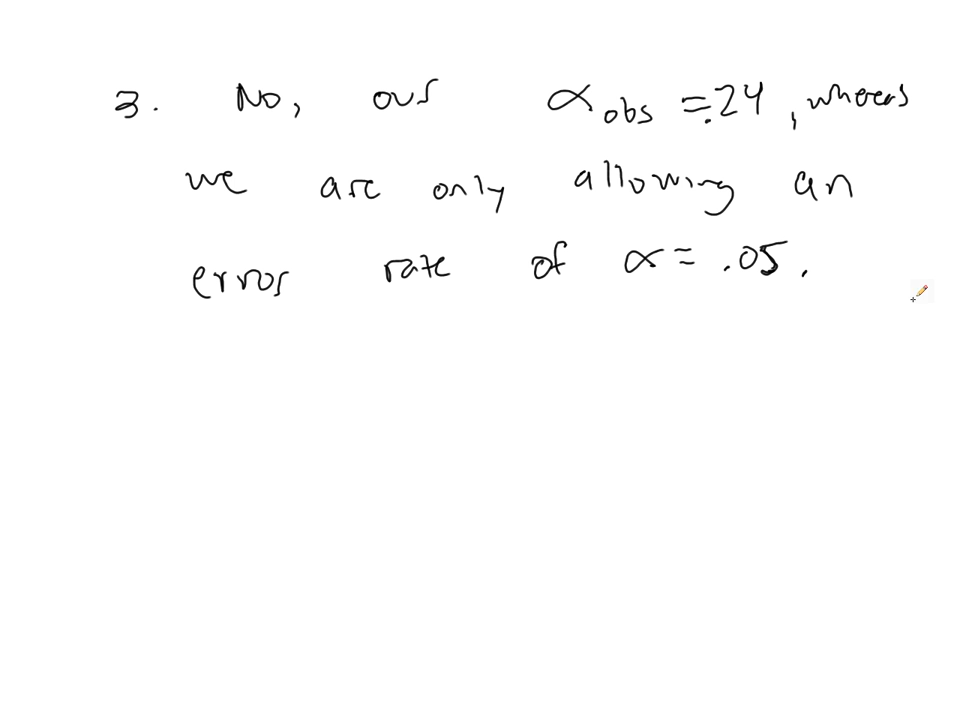 3. No, our α obs = .24, whereas
we are only allowing an
error rate of α = .05.